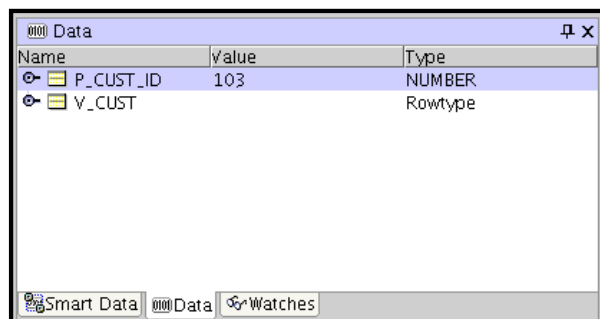 Data
Name Value Type
P_CUST_ID 103 NUMBER
V_CUST Rowtype
Smart Data Data Watches